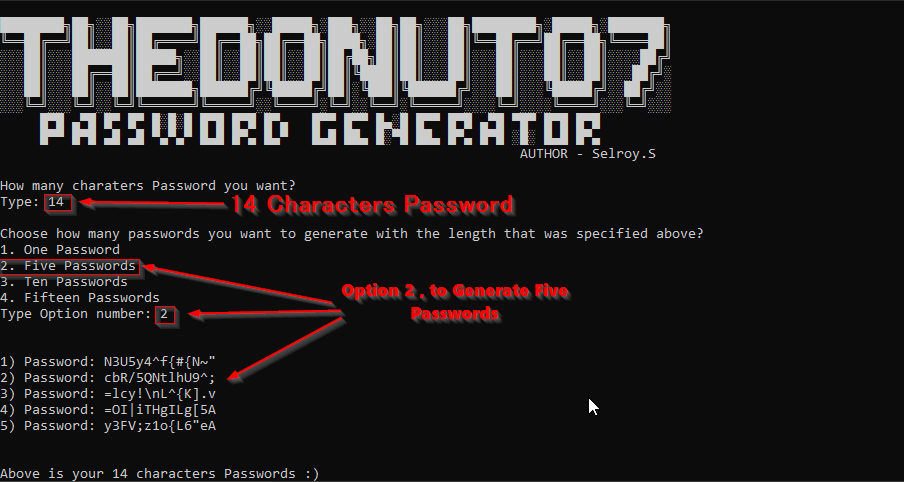 THEDONUT07
PASSWORD GENERATOR
AUTHOR - Selroy.S
How many charaters Password you want?
Type: 14
14 Characters Password
Choose how many passwords you want to generate with the length that was specified above?
1. One Password
2. Five Passwords
3. Ten Passwords
4. Fifteen Passwords
Type Option number: 2
Option 2 , to Generate Five
Passwords
1) Password: N3U5y4^f{#{N~"
2) Password: cbR/5QNtlhU9^;
3) Password: =lcy!\nL^{K].v
4) Password: =OI|iTHgILg[5A
5) Password: y3FV;z1o{L6"eA
Above is your 14 characters Passwords :)